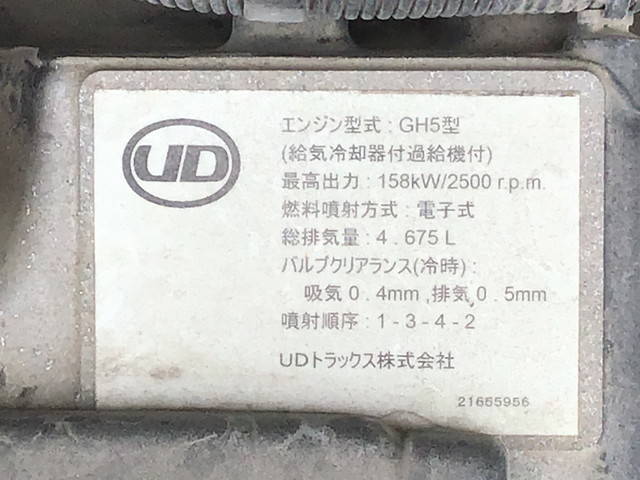 UD
エンジン型式 : GH5型
(給気冷却器付過給機付)
最高出力 : 158kW/2500 r.p.m.
燃料噴射方式 : 電子式
総排気量 : 4 . 675 L
バルブクリアランス(冷時) :
吸気 0 . 4mm ,排気 0 . 5mm
噴射順序 : 1 - 3 - 4 - 2
UDトラックス株式会社
21655956